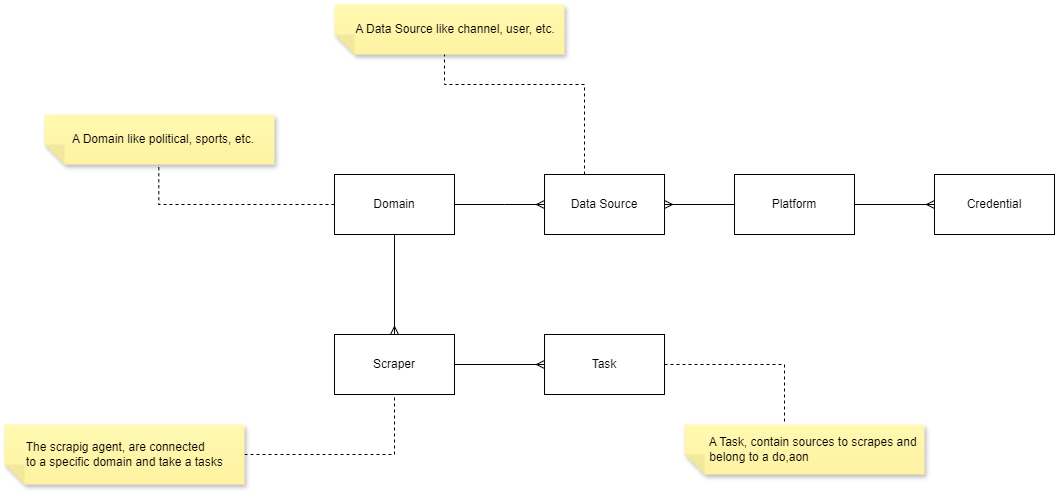 A Data Source like channel, user, etc.
A Domain like political, sports, etc.
Domain
Data Source
Platform
Credential
Scraper
Task
The scrapig agent, are connected
to a specific domain and take a tasks
A Task, contain sources to scrapes and
belong to a do,aon